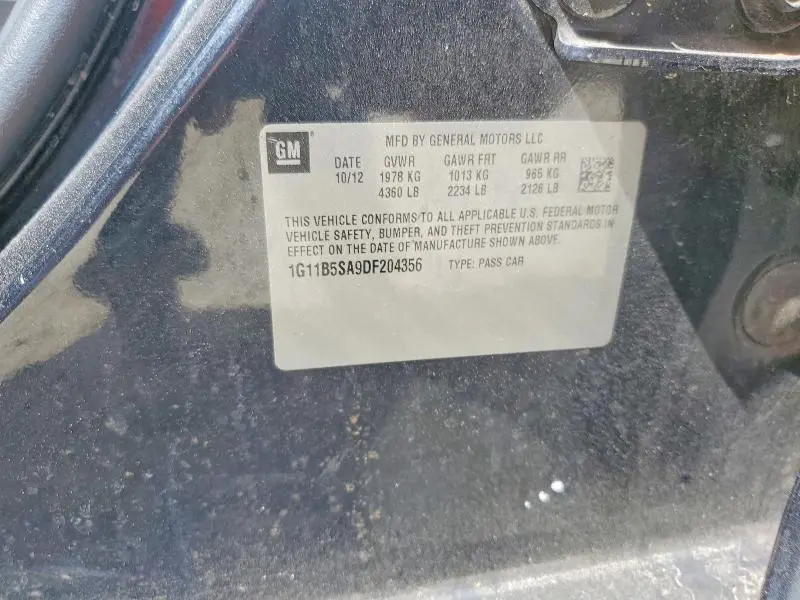 GM
MFD BY GENERAL MOTORS LLC
DATE GVWR GAWR FRT GAWR RR
10/12 1978 KG 1013 KG 965 KG
4360 LB 2234 LB 2126 LB
THIS VEHICLE CONFORMS TO ALL APPLICABLE U.S. FEDERAL MOTOR
VEHICLE SAFETY, BUMPER, AND THEFT PREVENTION STANDARDS IN
EFFECT ON THE DATE OF MANUFACTURE SHOWN ABOVE.
1G11B5SA9DF204356 TYPE: PASS CAR